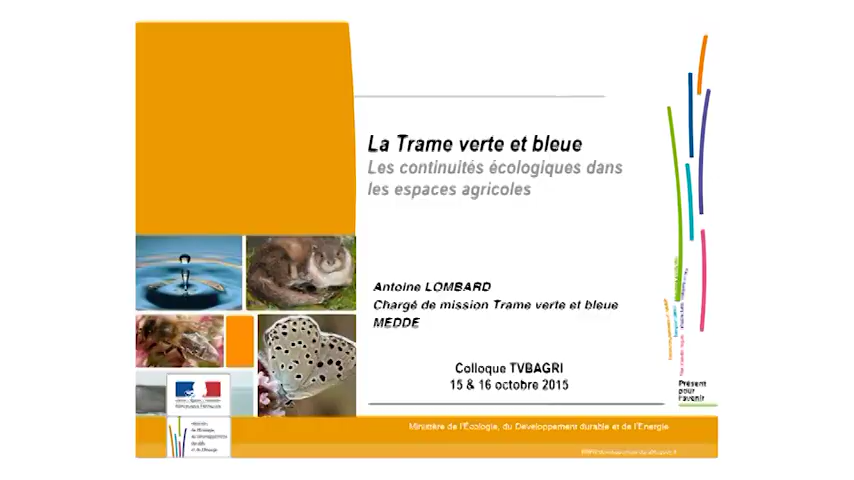 La Trame verte et bleue
Les continuités écologiques dans
les espaces agricoles
Antoine LOMBARD
Chargé de mission Trame verte et bleue
MEDDE
Colloque TVBAGRI
15 & 16 octobre 2015
Présent
pour
l'avenir
Ministère de l'Écologie, du Développement durable et de l'Énergie